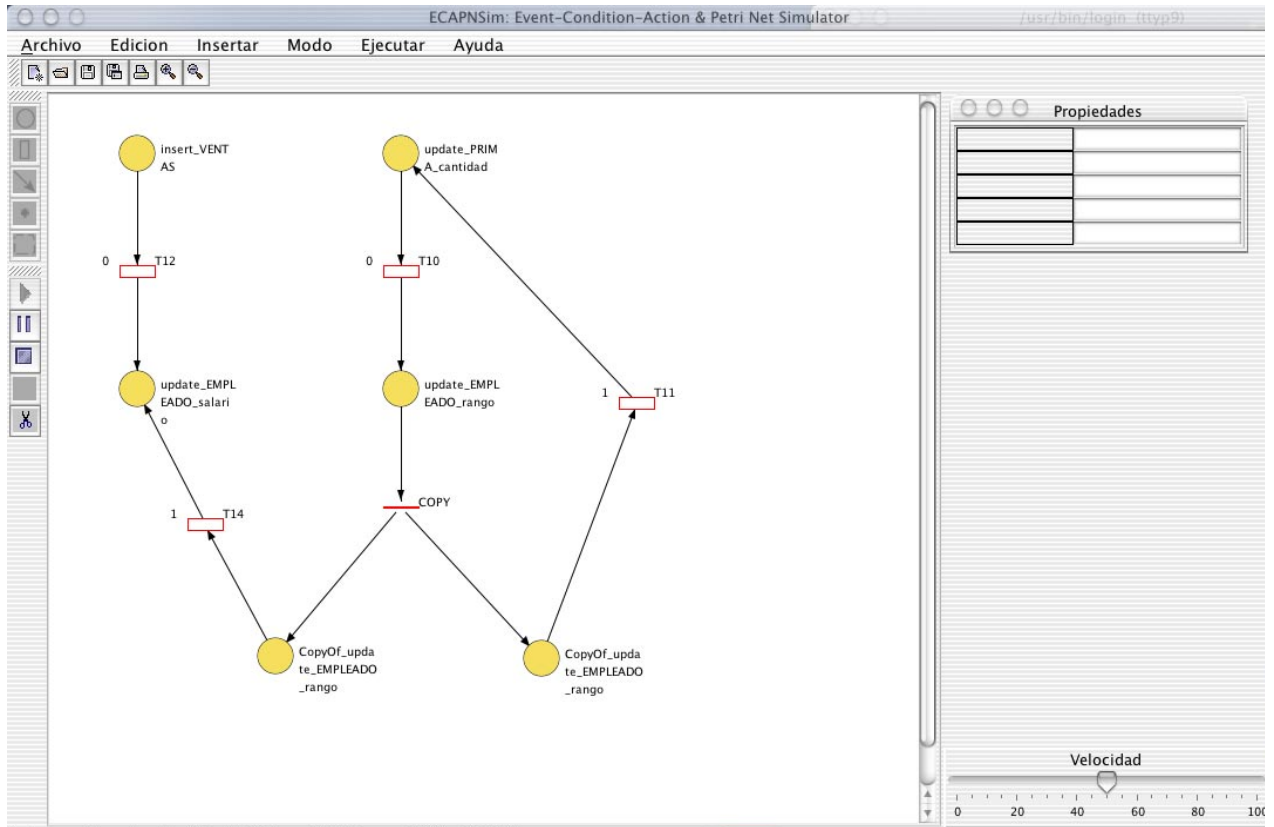 ECAPNSim: Event-Condition-Action & Petri Net Simulator
/usr/bin/login (ttyp9)
Archivo Edicion Insertar Modo Ejecutar Ayuda
Propiedades
insert_VENT
AS
update_PRIM
A_cantidad
0 T12
0 T10
update_EMPL
EADO_salari
o
update_EMPL
EADO_rango
1 T11
COPY
1 T14
CopyOf_upda
te_EMPLEADO
_rango
CopyOf_upda
te_EMPLEADO
_rango
Velocidad
0 20 40 60 80 100